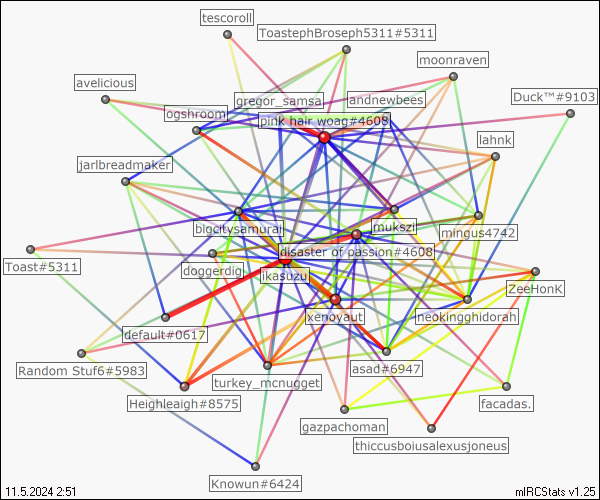 tescoroll
ToastephBroseph5311#5311
moonraven
avelicious
gregor_samsa
andnewbees
Duck™#9103
ogshroom
pink hair woag#4608
lahnk
jarlbreadmaker
bigcitysamurai
mukszi
mingus4742
disaster of passion#4608
Toast#5311
doggerdig
ikasuzu
ZeeHonK
xenoyaut
neokingghidorah
default#0617
Random Stuf6#5983
turkey_mcnugget
asad#6947
Heighleaigh#8575
facadas.
gazpachoman
thiccusboiusalexusjoneus
Knowun#6424
11.5.2024 2:51
mIRCStats v1.25